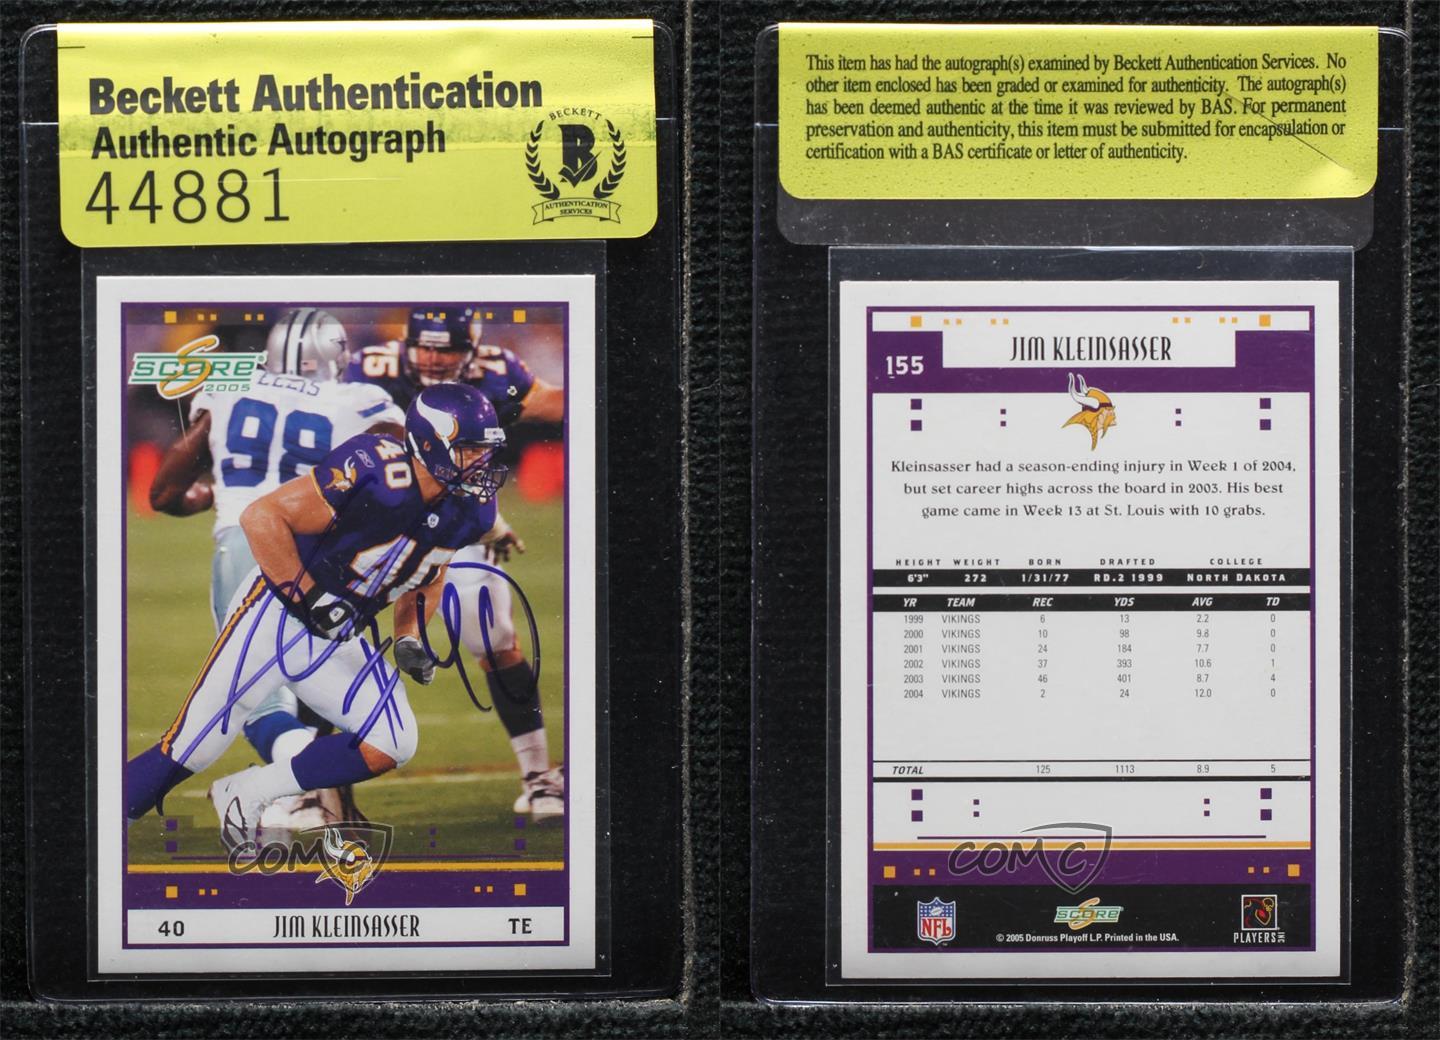 Beckett Authentication
Authentic Autograph
44881
BECKETT
B
AUTHENTICATION
SERVICES
SCORE
2005
98
75
40
40
#40
COMC
40 JIM KLEINSASSER TE
This item has had the autograph(s) examined by Beckett Authentication Services. No
other item enclosed has been graded or examined for authenticity. The autograph(s)
has been deemed authentic at the time it was reviewed by BAS. For permanent
preservation and authenticity, this item must be submitted for encapsulation or
certification with a BAS certificate or letter of authenticity.
155 JIM KLEINSASSER
Kleinsasser had a season-ending injury in Week 1 of 2004,
but set career highs across the board in 2003. His best
game came in Week 13 at St. Louis with 10 grabs.
HEIGHT WEIGHT BORN DRAFTED COLLEGE
6'3" 272 1/31/77 RD.2 1999 NORTH DAKOTA
YR TEAM REC YDS AVG TD
1999 VIKINGS 6 13 2.2 0
2000 VIKINGS 10 98 9.8 0
2001 VIKINGS 24 184 7.7 0
2002 VIKINGS 37 393 10.6 1
2003 VIKINGS 46 401 8.7 4
2004 VIKINGS 2 24 12.0 0
TOTAL 125 1113 8.9 5
COMC
NFL
SCORE
PLAYERS INC
© 2005 Donruss Playoff L.P. Printed in the USA.